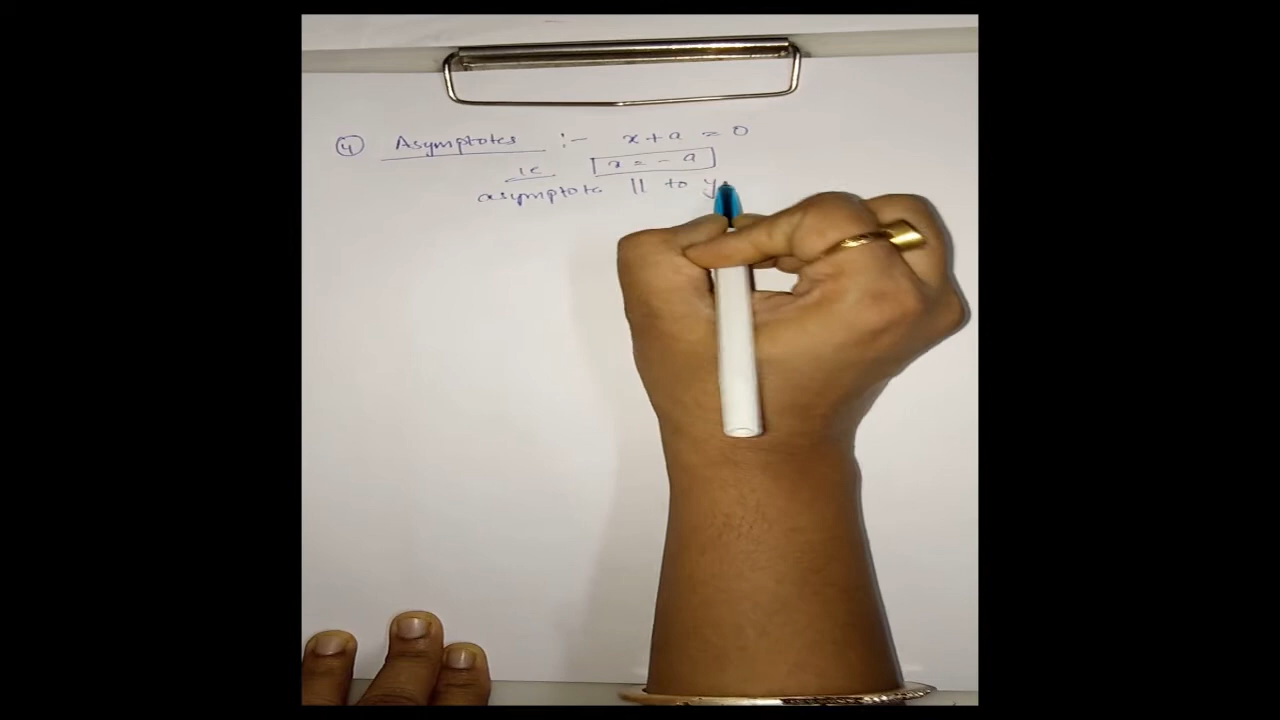 ④ Asymptotes :- x + a = 0
ie x = - a
asymptote || to y